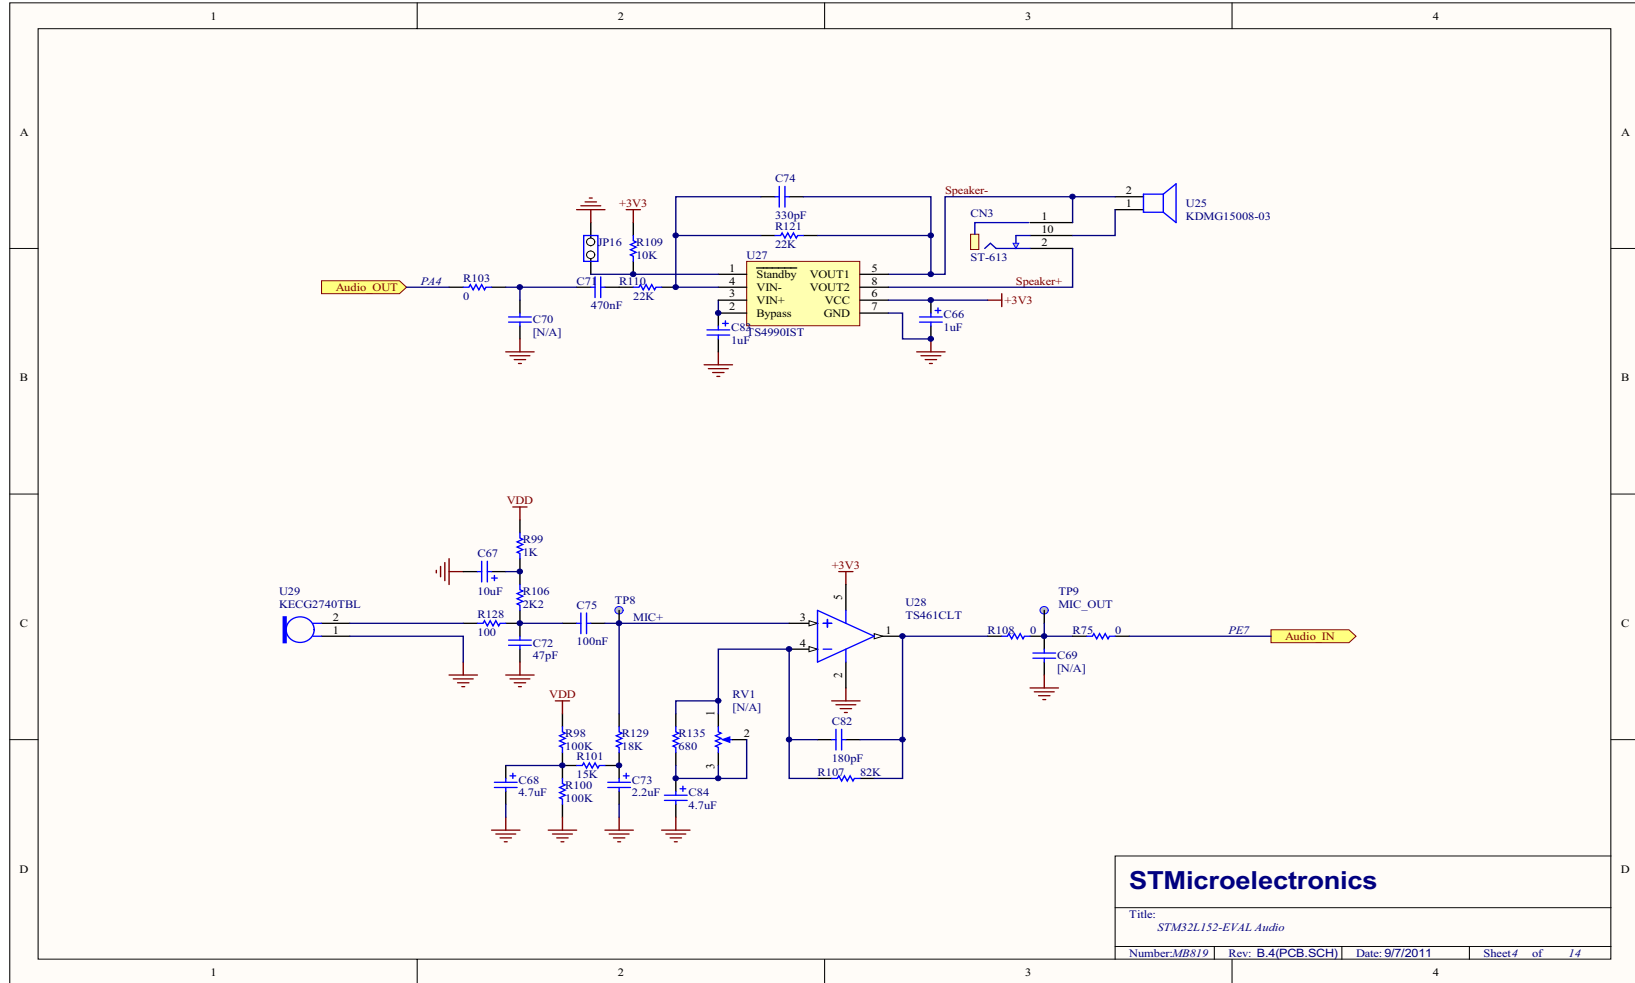 1 2 3 4
A A
C74
330pF
R121
22K
+3V3
JP16
R109
10K
Speaker-
CN3
1
10
2
ST-613
2
1
U25
KDMG15008-03
U27
1 Standby VOUT1 5
4 VIN- VOUT2 8
3 VIN+ VCC 6
2 Bypass GND 7
TS4990IST
Speaker+
Audio_OUT
PA4
R103
0
C71
470nF
R110
22K
C70
[N/A]
1uF
+3V3
C66
1uF
B B
VDD
R99
1K
C67
10uF
R106
2K2
U29
KECG2740TBL
2
1
R128
100
C72
47pF
C75
100nF
TP8
MIC+
+3V3
5
U28
TS461CLT
3
4
1
2
TP9
MIC_OUT
R108 0
R75 0
PE7
Audio_IN
C69
[N/A]
C C
VDD
R98
100K
R101
15K
R100
100K
C68
4.7uF
R129
18K
C73
2.2uF
R135
680
C84
4.7uF
RV1
[N/A]
1
2
3
C82
180pF
R107 82K
D D
STMicroelectronics
Title:
STM32L152-EVAL Audio
Number:MB819 Rev: B.4(PCB.SCH) Date:9/7/2011 Sheet4 of 14
1 2 3 4